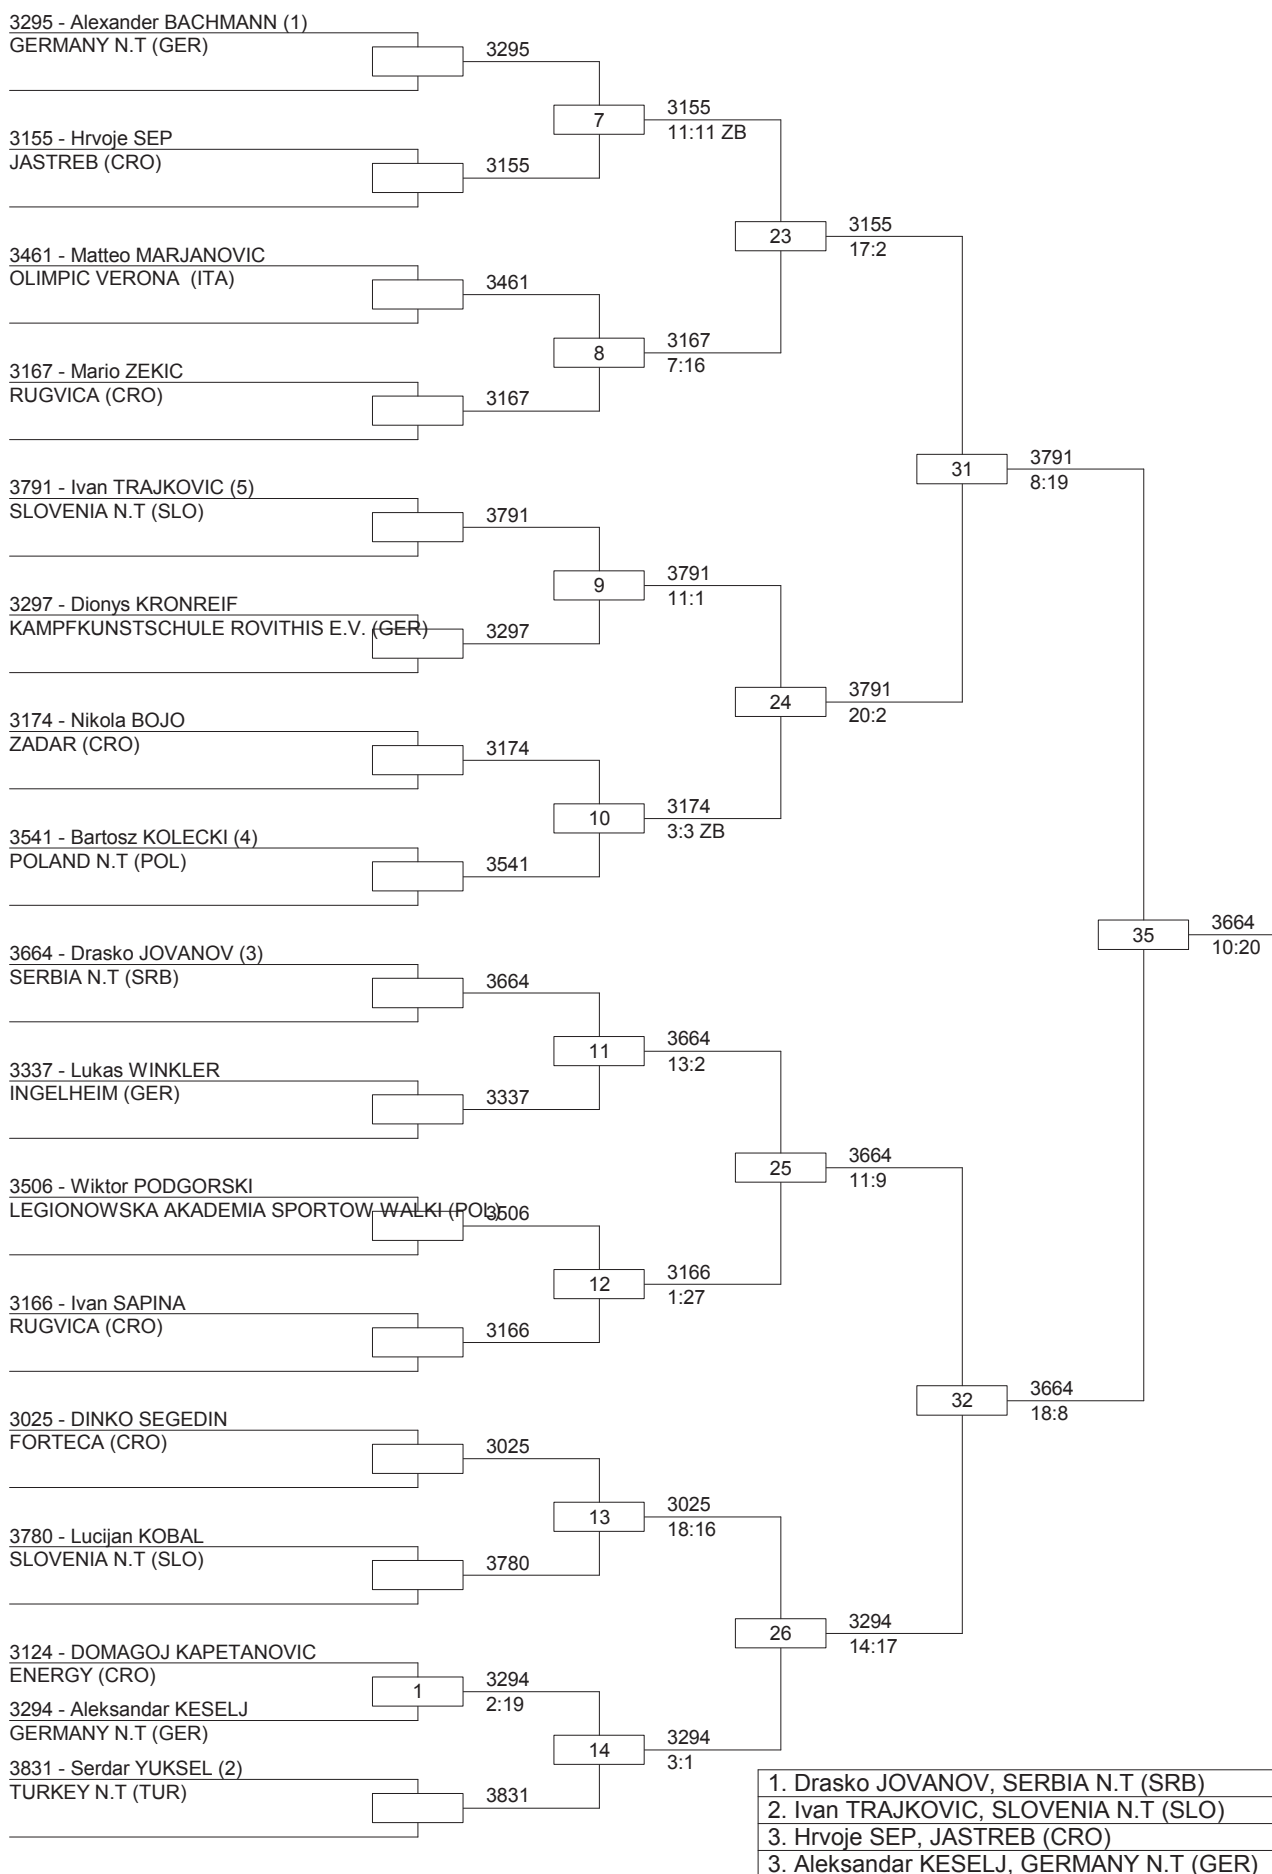 3295 - Alexander BACHMANN (1)
GERMANY N.T (GER)
3295
7
3155
11:11 ZB
3155 - Hrvoje SEP
JASTREB (CRO)
3155
23
3155
17:2
3461 - Matteo MARJANOVIC
OLIMPIC VERONA (ITA)
3461
8
3167
7:16
3167 - Mario ZEKIC
RUGVICA (CRO)
3167
31
3791
8:19
3791 - Ivan TRAJKOVIC (5)
SLOVENIA N.T (SLO)
3791
9
3791
11:1
3297 - Dionys KRONREIF
KAMPFKUNSTSCHULE ROVITHIS E.V. (GER)
3297
24
3791
20:2
3174 - Nikola BOJO
ZADAR (CRO)
3174
10
3174
3:3 ZB
3541 - Bartosz KOLECKI (4)
POLAND N.T (POL)
3541
35
3664
10:20
3664 - Drasko JOVANOV (3)
SERBIA N.T (SRB)
3664
11
3664
13:2
3337 - Lukas WINKLER
INGELHEIM (GER)
3337
25
3664
11:9
3506 - Wiktor PODGORSKI
LEGIONOWSKA AKADEMIA SPORTOW WALKI (POL)
3506
12
3166
1:27
3166 - Ivan SAPINA
RUGVICA (CRO)
3166
32
3664
18:8
3025 - DINKO SEGEDIN
FORTECA (CRO)
3025
13
3025
18:16
3780 - Lucijan KOBAL
SLOVENIA N.T (SLO)
3780
26
3294
14:17
3124 - DOMAGOJ KAPETANOVIC
ENERGY (CRO)
1
3294
2:19
3294 - Aleksandar KESELJ
GERMANY N.T (GER)
14
3294
3:1
3831 - Serdar YUKSEL (2)
TURKEY N.T (TUR)
3831
1. Drasko JOVANOV, SERBIA N.T (SRB)
2. Ivan TRAJKOVIC, SLOVENIA N.T (SLO)
3. Hrvoje SEP, JASTREB (CRO)
3. Aleksandar KESELJ, GERMANY N.T (GER)